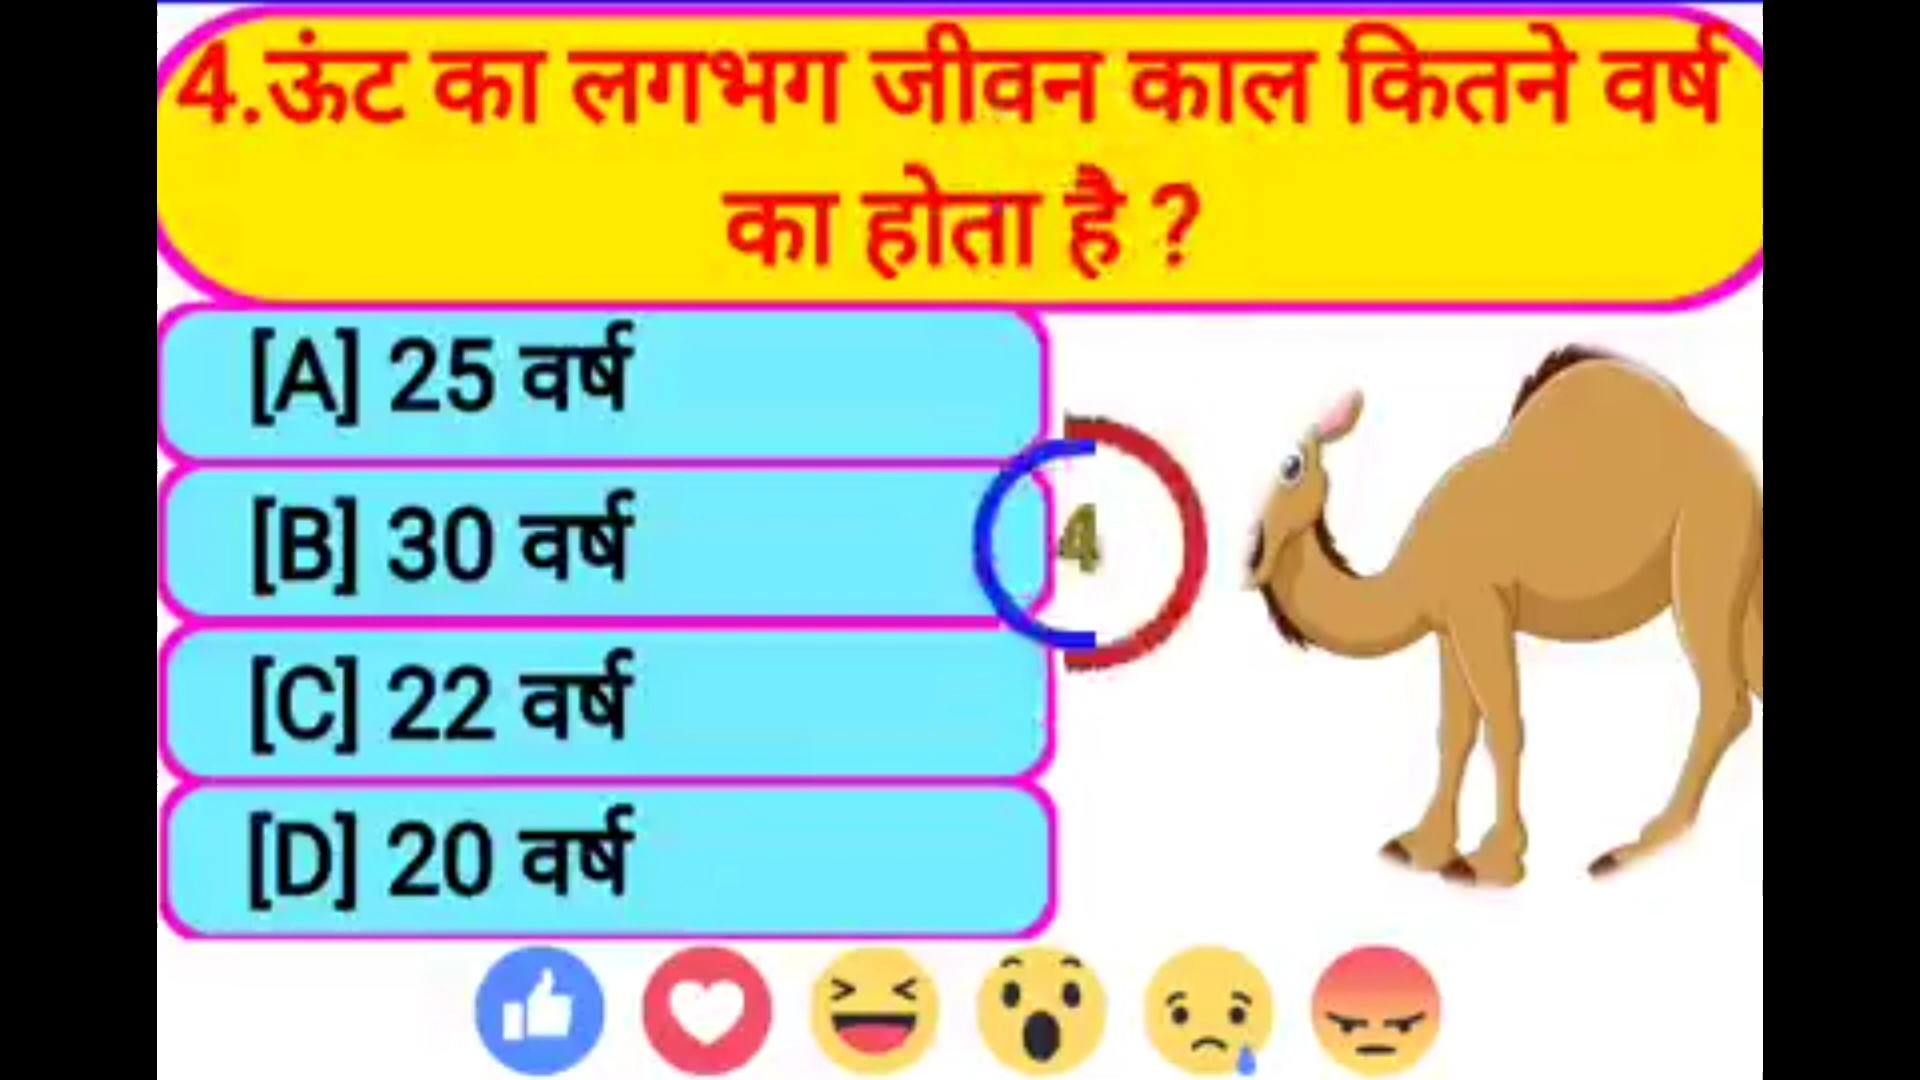 4.ऊंट का लगभग जीवन काल कितने वर्ष
का होता है ?
[A] 25 वर्ष
[B] 30 वर्ष
4
[C] 22 वर्ष
[D] 20 वर्ष